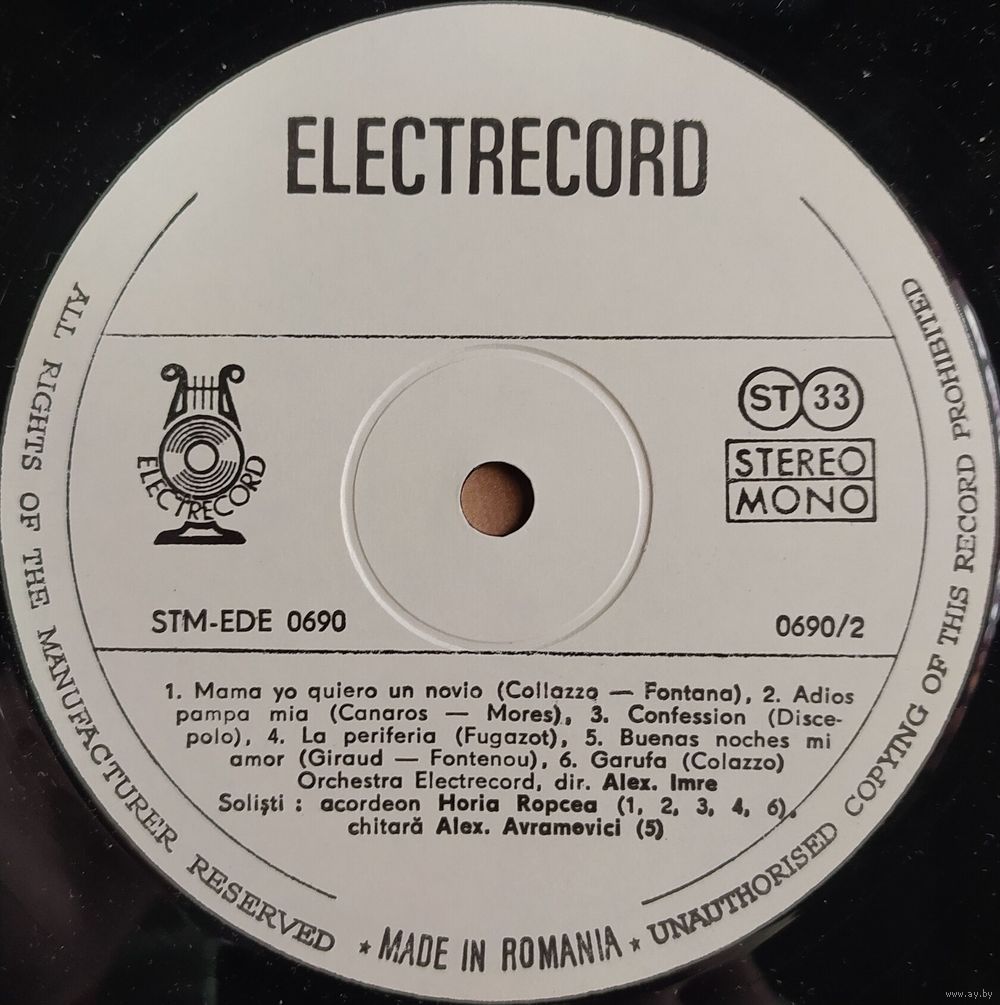 ELECTRECORD
ST 33
STEREO
MONO
ELECTRECORD
STM-EDE 0690
0690/2
1. Mama yo quiero un novio (Collazzo — Fontana), 2. Adios
pampa mia (Canaros — Mores), 3. Confession (Disce-
polo), 4. La periferia (Fugazot), 5. Buenas noches mi
amor (Giraud — Fontenou), 6. Garufa (Colazzo)
Orchestra Electrecord, dir. Alex. Imre
Soliști : acordeon Horia Ropcea (1, 2, 3, 4, 6),
chitară Alex. Avramovici (5)
ALL RIGHTS OF THE MANUFACTURER RESERVED
★ MADE IN ROMANIA ★
UNAUTHORISED COPYING OF THIS RECORD PROHIBITED
www.ay.by